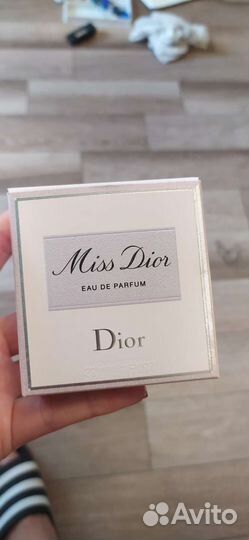 Miss Dior
EAU DE PARFUM
Dior
Avito